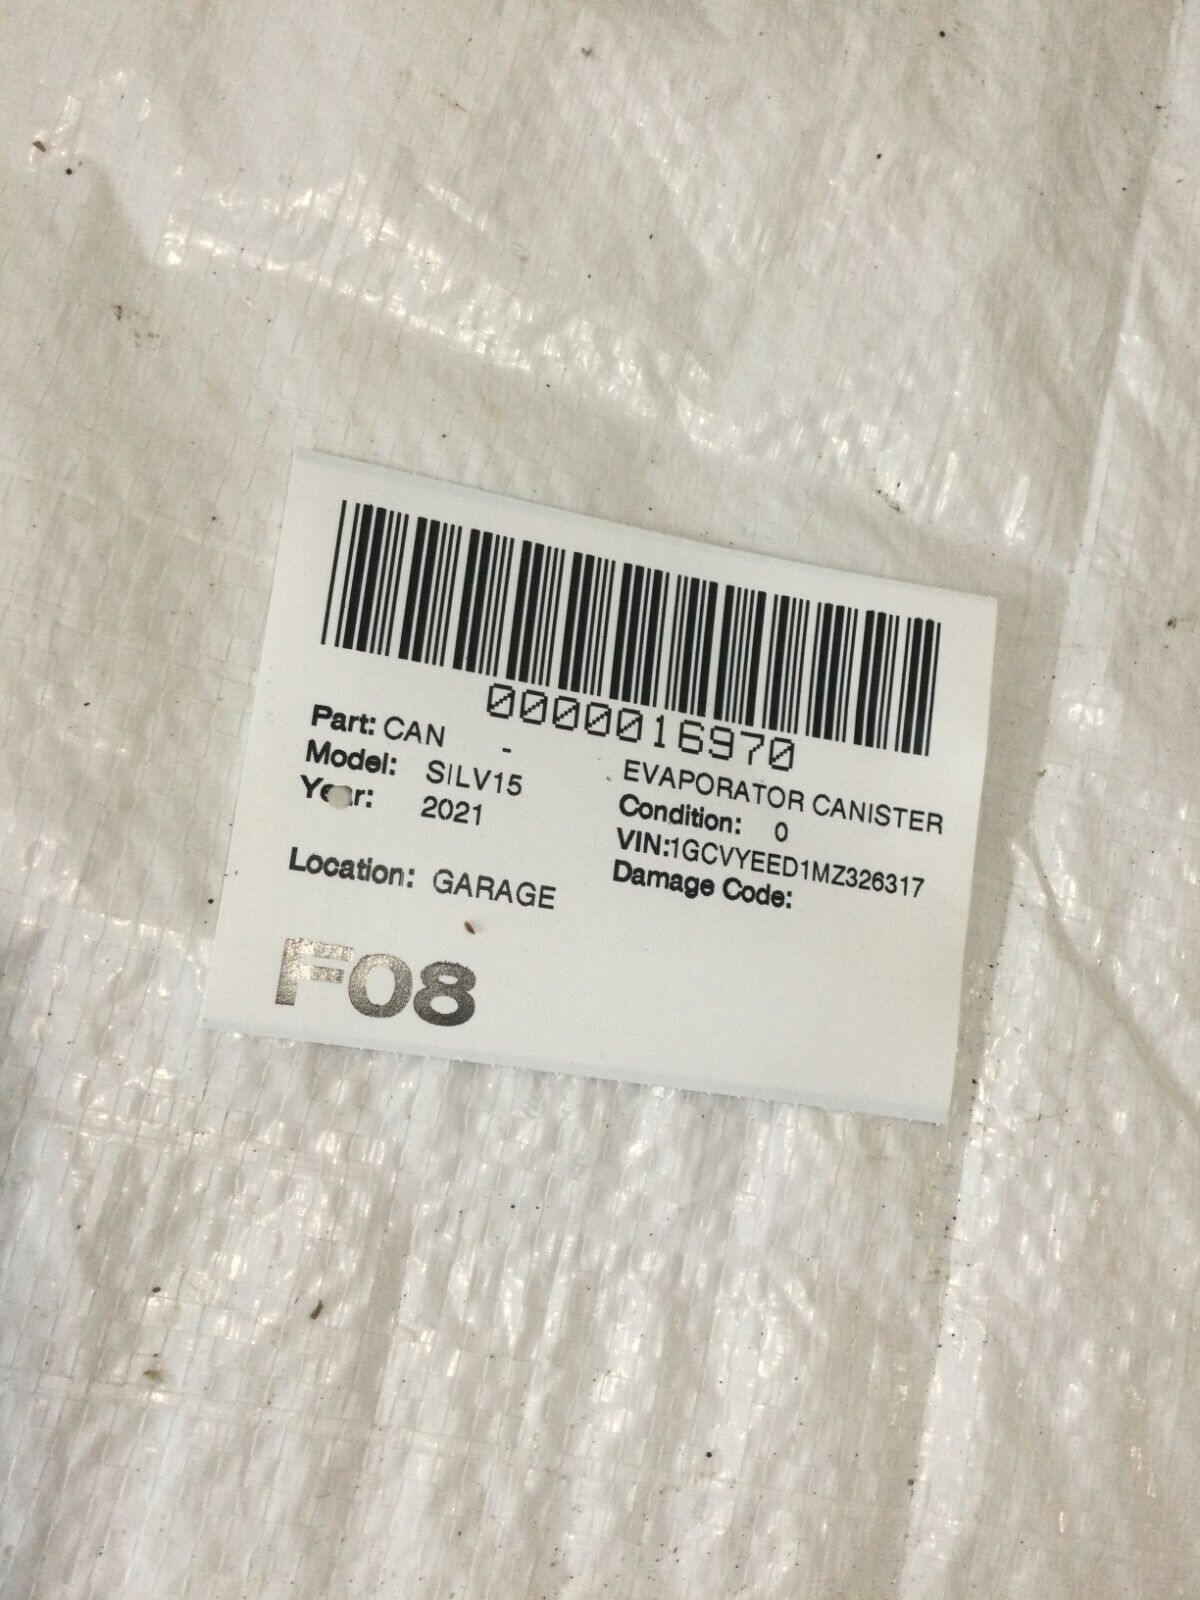 0000016970
Part: CAN -
EVAPORATOR CANISTER
Model: SILV15
Condition: 0
Year: 2021
VIN:1GCVYEED1MZ326317
Damage Code:
Location: GARAGE
F08